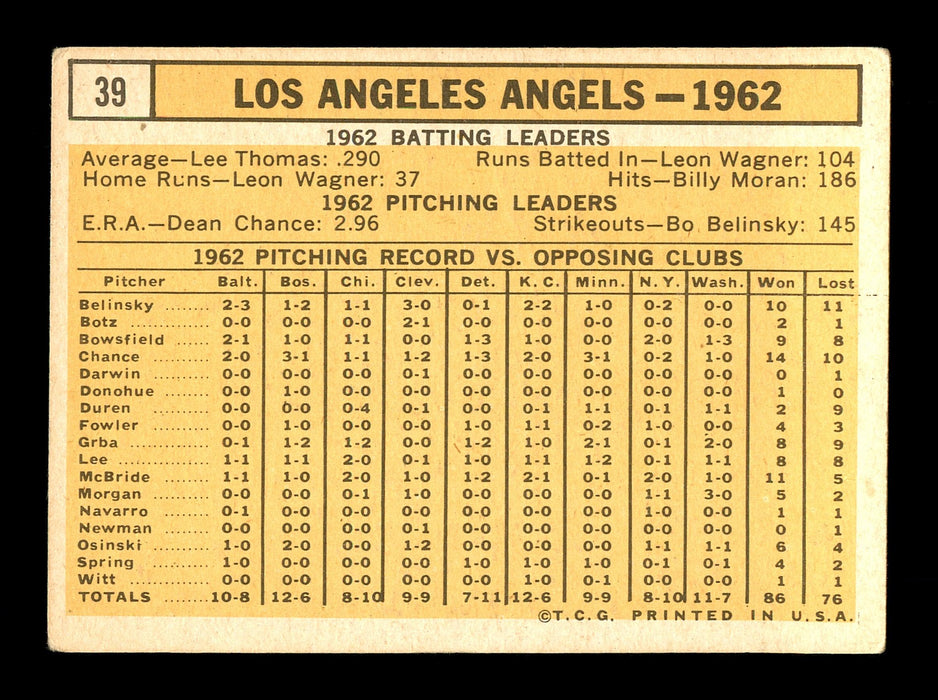 39
LOS ANGELES ANGELS — 1962
1962 BATTING LEADERS
Average—Lee Thomas: .290 Runs Batted In—Leon Wagner: 104
Home Runs—Leon Wagner: 37 Hits—Billy Moran: 186
1962 PITCHING LEADERS
E.R.A.—Dean Chance: 2.96 Strikeouts—Bo Belinsky: 145
1962 PITCHING RECORD VS. OPPOSING CLUBS
Pitcher Balt. Bos. Chi. Clev. Det. K. C. Minn. N. Y. Wash. Won Lost
Belinsky ........ 2-3 1-2 1-1 3-0 0-1 2-2 1-0 0-2 0-0 10 11
Botz ............. 0-0 0-0 0-0 2-1 0-0 0-0 0-0 0-0 0-0 2 1
Bowsfield ...... 2-1 1-0 1-1 0-0 1-3 1-0 0-0 2-0 1-3 9 8
Chance .......... 2-0 3-1 1-1 1-2 1-3 2-0 3-1 0-2 1-0 14 10
Darwin .......... 0-0 0-0 0-0 0-1 0-0 0-0 0-0 0-0 0-0 0 1
Donohue ........ 0-0 1-0 0-0 0-0 0-0 0-0 0-0 0-0 0-0 1 0
Duren ........... 0-0 0-0 0-4 0-1 0-0 0-1 1-1 0-1 1-1 2 9
Fowler .......... 0-0 1-0 0-0 0-0 1-0 1-1 0-2 1-0 0-0 4 3
Grba ............. 0-1 1-2 1-2 0-0 1-2 1-0 2-1 0-1 2-0 8 9
Lee ............... 1-1 1-1 2-0 0-1 1-0 1-1 1-2 0-1 1-1 8 8
McBride ........ 1-1 1-0 2-0 1-0 1-2 2-1 0-1 2-0 1-0 11 5
Morgan ......... 0-0 0-0 0-1 1-0 0-0 0-0 0-0 1-1 3-0 5 2
Navarro ........ 0-1 0-0 0-0 0-0 0-0 0-0 0-0 1-0 0-0 1 1
Newman ........ 0-0 0-0 0-0 0-1 0-0 0-0 0-0 0-0 0-0 0 1
Osinski ......... 1-0 2-0 0-0 1-2 0-0 0-0 0-0 1-1 1-1 6 4
Spring .......... 1-0 0-0 0-0 0-0 1-0 1-0 1-0 0-1 0-1 4 2
Witt .............. 0-0 0-0 0-0 0-0 0-0 1-0 0-1 0-0 0-0 1 1
TOTALS ........ 10-8 12-6 8-10 9-9 7-11 12-6 9-9 8-10 11-7 86 76
©T.C.G. PRINTED IN U.S.A.